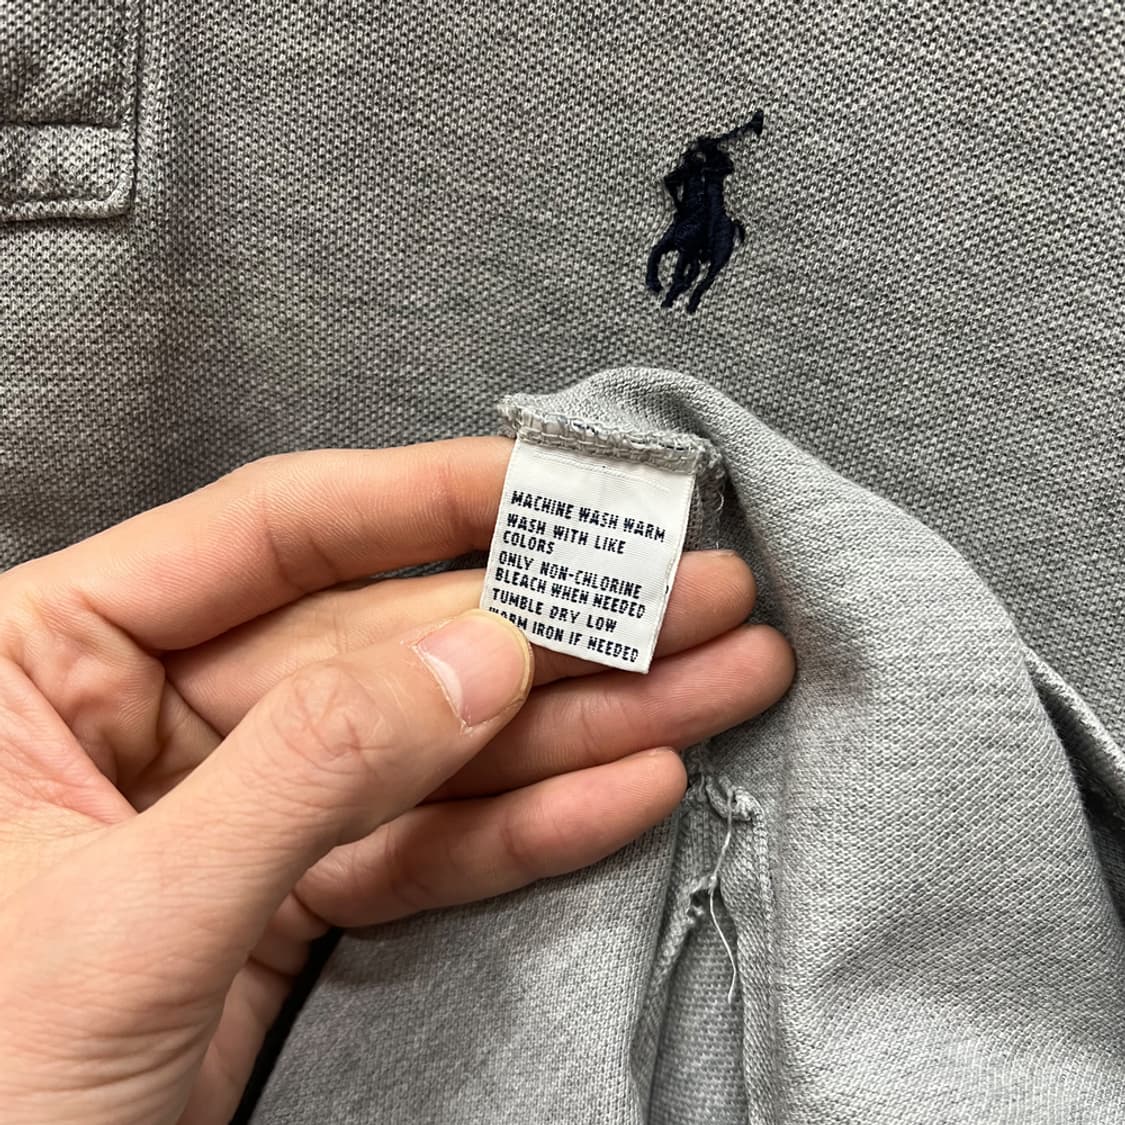 MACHINE WASH WARM
WASH WITH LIKE
COLORS
ONLY NON-CHLORINE
BLEACH WHEN NEEDED
TUMBLE DRY LOW
WARM IRON IF NEEDED